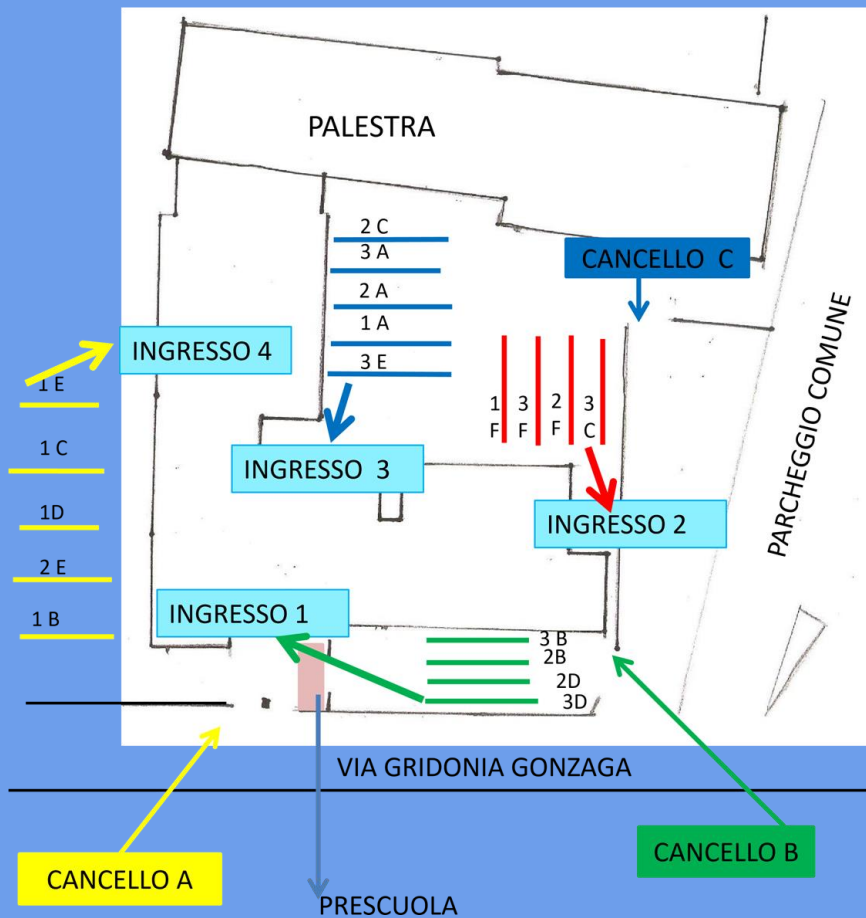 PALESTRA
2 C
3 A
2 A
1 A
3 E
CANCELLO C
INGRESSO 4
1 E
1 C
1D
2 E
1 B
1
F
3
F
2
F
3
C
PARCHEGGIO COMUNE
INGRESSO 3
INGRESSO 2
INGRESSO 1
3 B
2B
2D
3D
VIA GRIDONIA GONZAGA
CANCELLO A
CANCELLO B
PRESCUOLA